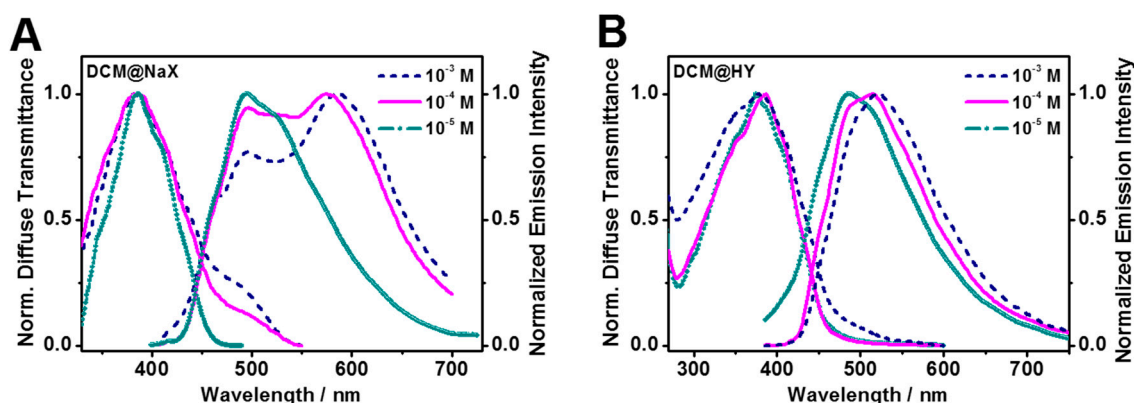 A
B
Norm. Diffuse Transmittance
DCM@NaX
10⁻³ M
10⁻⁴ M
10⁻⁵ M
1.0
0.5
0.0
1.0
0.5
0.0
Normalized Emission Intensity
400 500 600 700
Wavelength / nm
Norm. Diffuse Transmittance
DCM@HY
10⁻³ M
10⁻⁴ M
10⁻⁵ M
1.0
0.5
0.0
1.0
0.5
0.0
Normalized Emission Intensity
300 400 500 600 700
Wavelength / nm